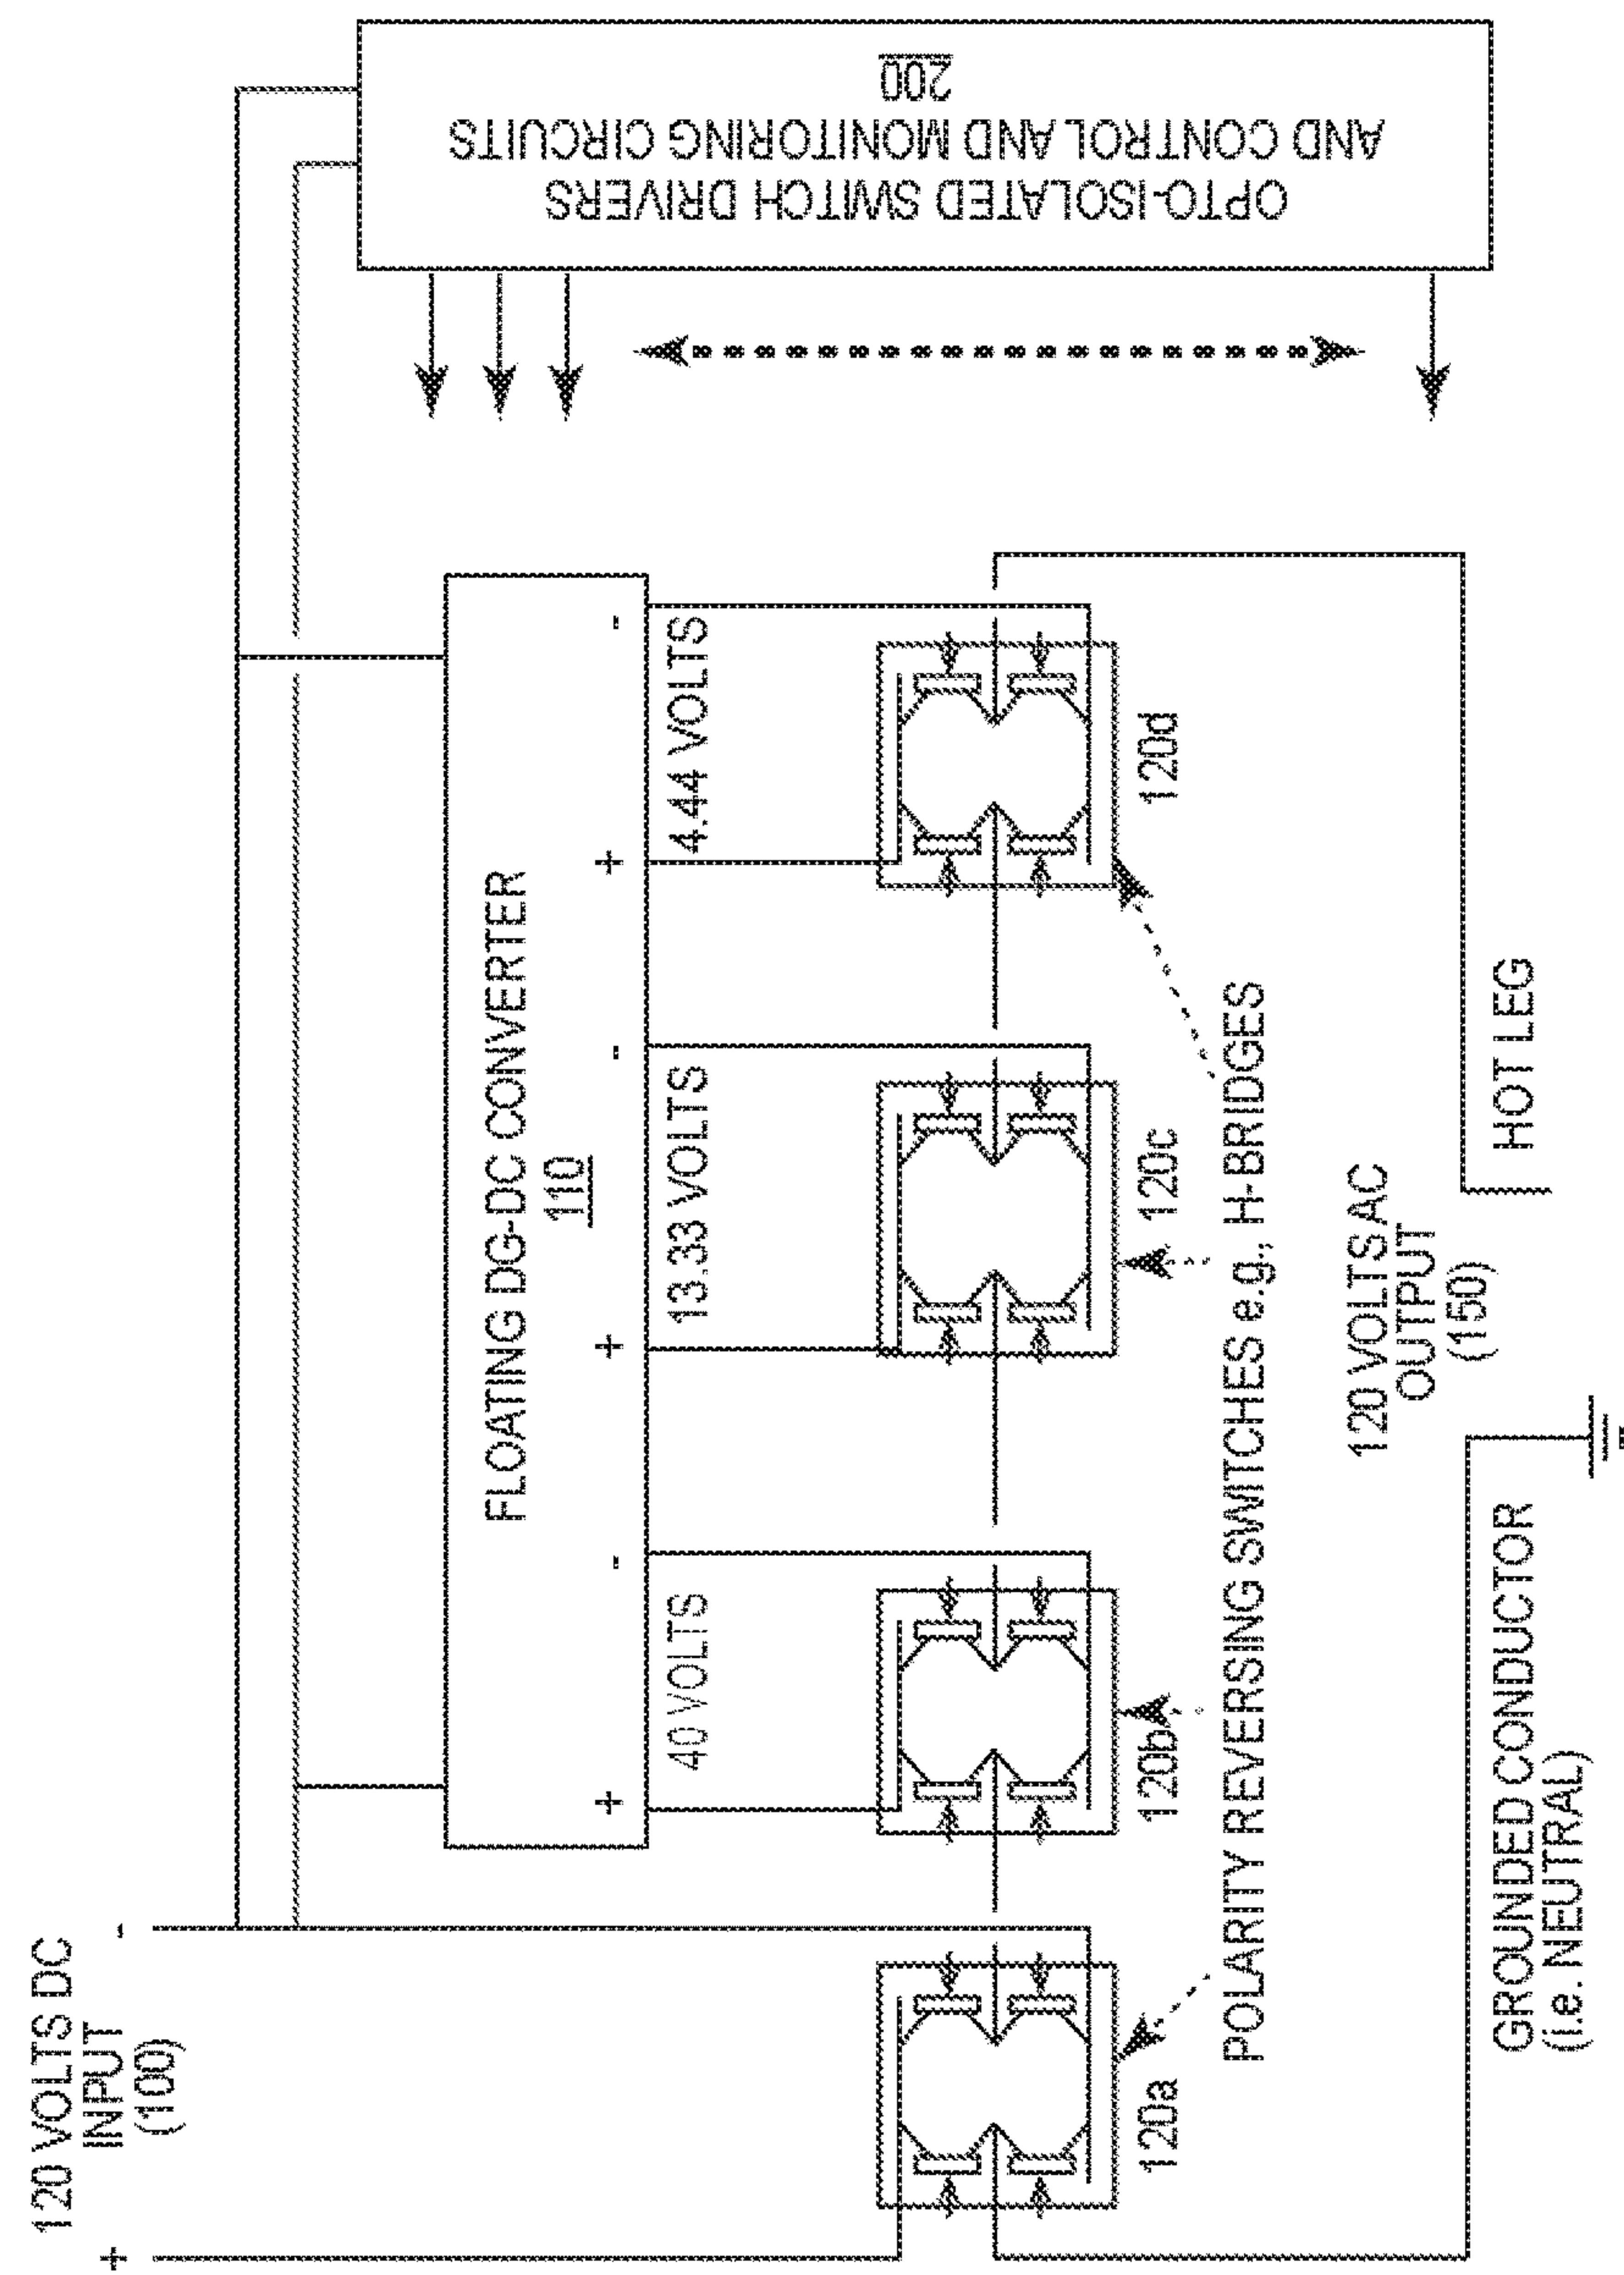 120 VOLTS DC
INPUT
(100)
+
-
FLOATING DG-DC CONVERTER
110
+
-
+
-
+
-
40 VOLTS
13.33 VOLTS
4.44 VOLTS
120a
120b
120c
120d
POLARITY REVERSING SWITCHES e.g., H-BRIDGES
120 VOLTS AC
OUTPUT
(150)
GROUNDED CONDUCTOR
(i.e. NEUTRAL)
HOT LEG
OPTO-ISOLATED SWITCH DRIVERS
AND CONTROL AND MONITORING CIRCUITS
200